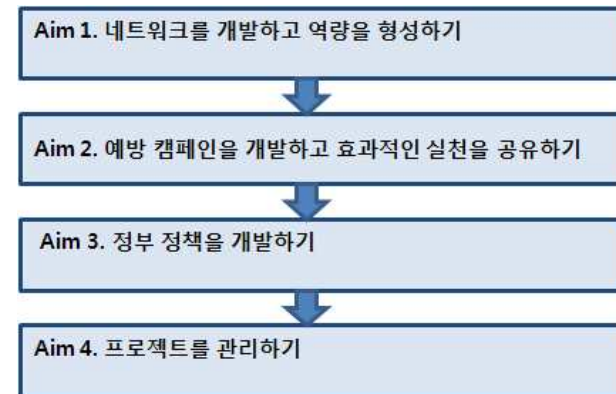 Aim 1. 네트워크를 개발하고 역량을 형성하기
Aim 2. 예방 캠페인을 개발하고 효과적인 실천을 공유하기
Aim 3. 정부 정책을 개발하기
Aim 4. 프로젝트를 관리하기